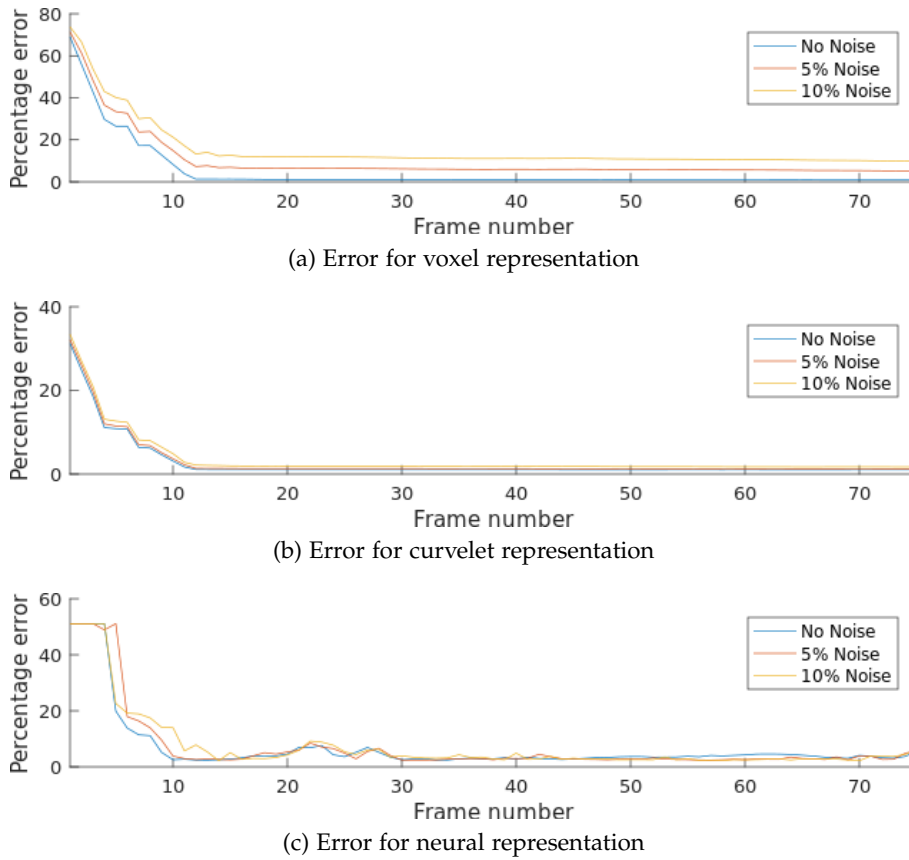 Percentage error
80
60
40
20
0
No Noise
5% Noise
10% Noise
10 20 30 40 50 60 70
Frame number
(a) Error for voxel representation
Percentage error
40
20
0
No Noise
5% Noise
10% Noise
10 20 30 40 50 60 70
Frame number
(b) Error for curvelet representation
Percentage error
60
40
20
0
No Noise
5% Noise
10% Noise
10 20 30 40 50 60 70
Frame number
(c) Error for neural representation